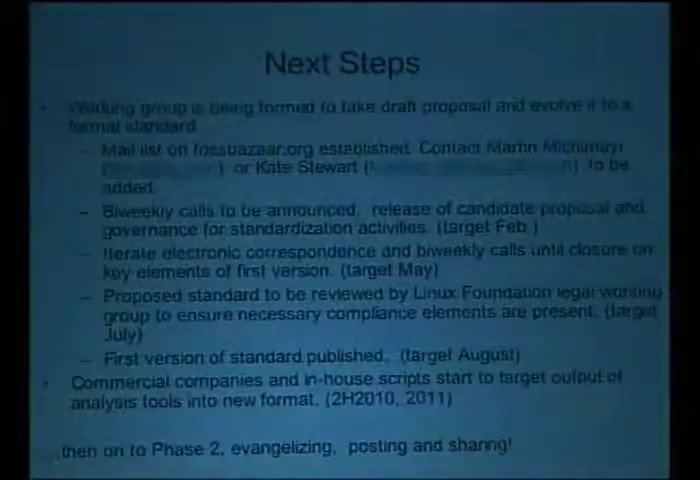 Next Steps
• Working group is being formed to take draft proposal and evolve it to a
formal standard.
– Mail list on fossbazaar.org established. Contact Martin Michlmayr
) or Kate Stewart ( ) to be
added.
– Biweekly calls to be announced, release of candidate proposal and
governance for standardization activities. (target Feb.)
– Iterate electronic correspondence and biweekly calls until closure on
key elements of first version. (target May)
– Proposed standard to be reviewed by Linux Foundation legal working
group to ensure necessary compliance elements are present. (target
July)
– First version of standard published. (target August)
• Commercial companies and in-house scripts start to target output of
analysis tools into new format. (2H2010, 2011)
...then on to Phase 2, evangelizing, posting and sharing!